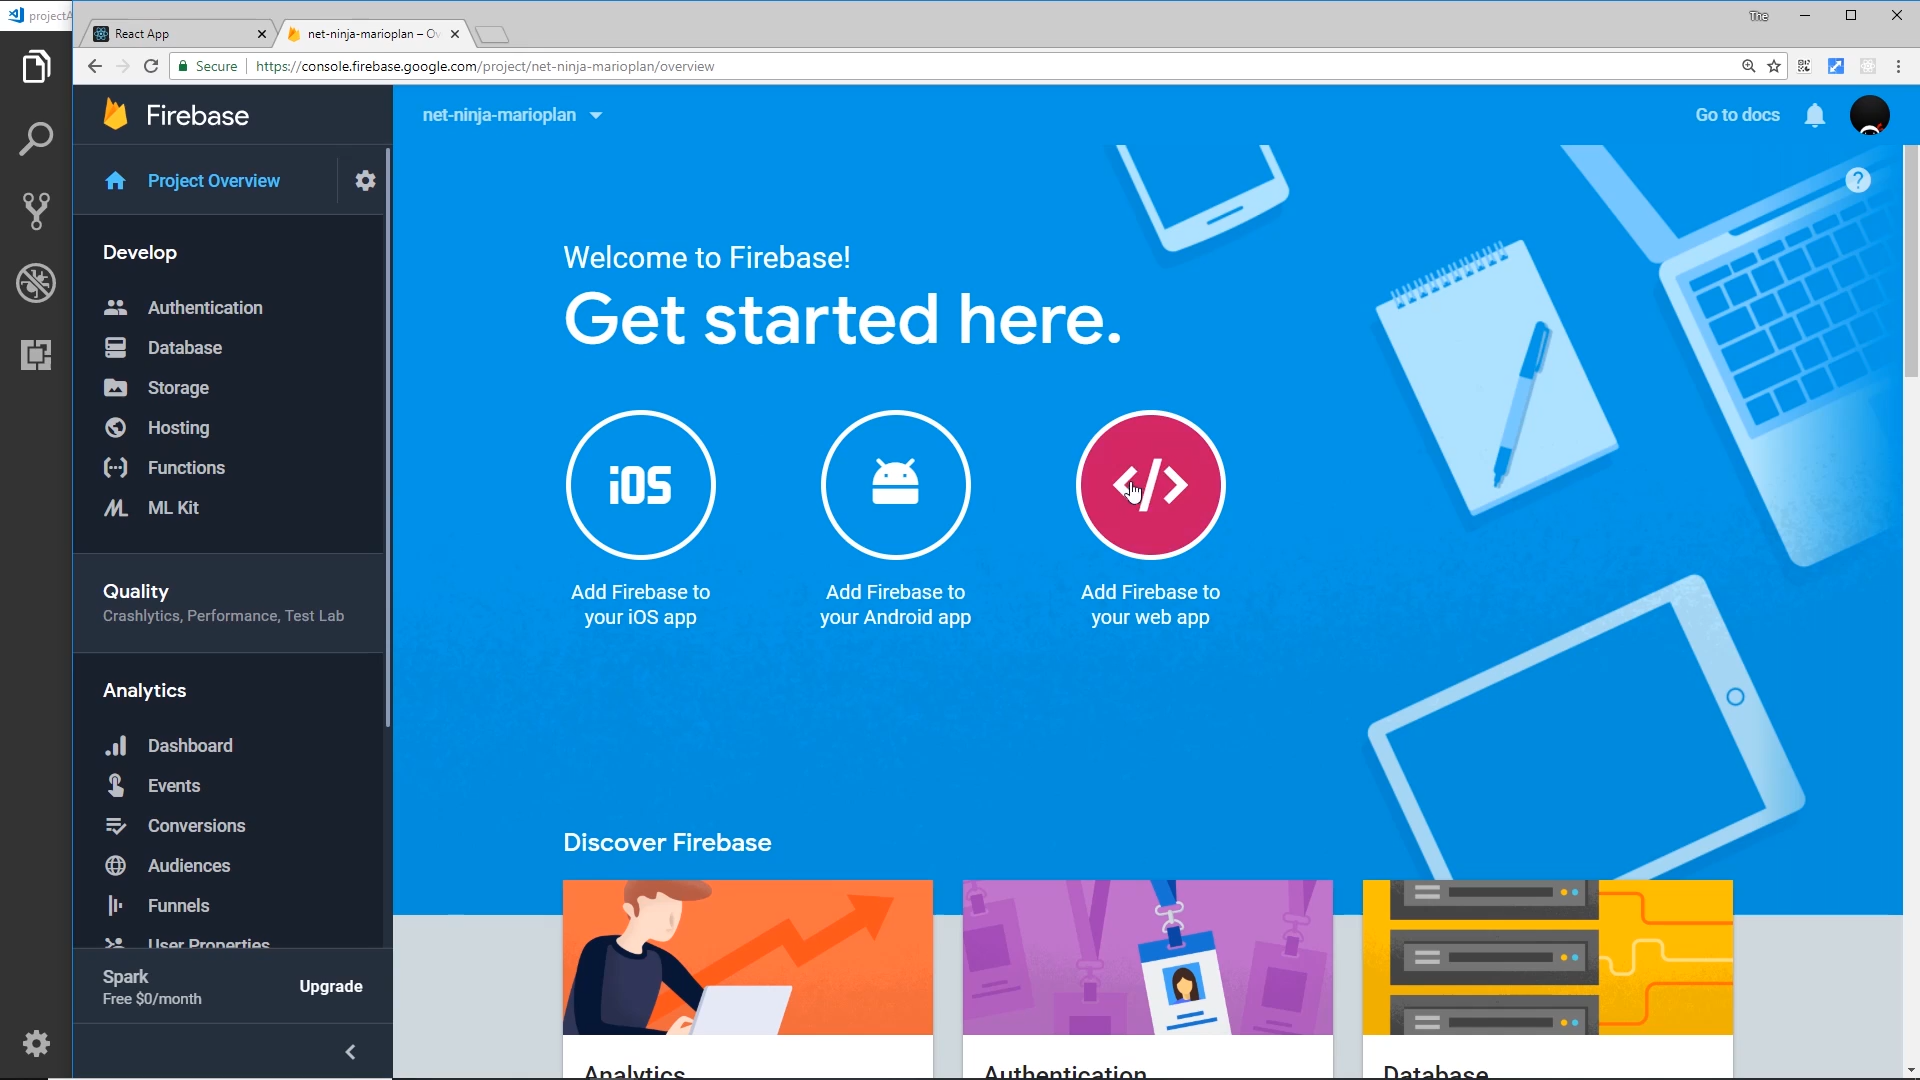 projectA
React App
net-ninja-marioplan – Ov
The
Secure
https://console.firebase.google.com/project/net-ninja-marioplan/overview
Firebase
net-ninja-marioplan
Go to docs
Project Overview
Develop
Authentication
Database
Storage
Hosting
Functions
ML Kit
Quality
Crashlytics, Performance, Test Lab
Analytics
Dashboard
Events
Conversions
Audiences
Funnels
User Properties
Spark
Free $0/month
Upgrade
Welcome to Firebase!
Get started here.
iOS
</>
Add Firebase to
your iOS app
Add Firebase to
your Android app
Add Firebase to
your web app
?
Discover Firebase
Analytics
Authentication
Database